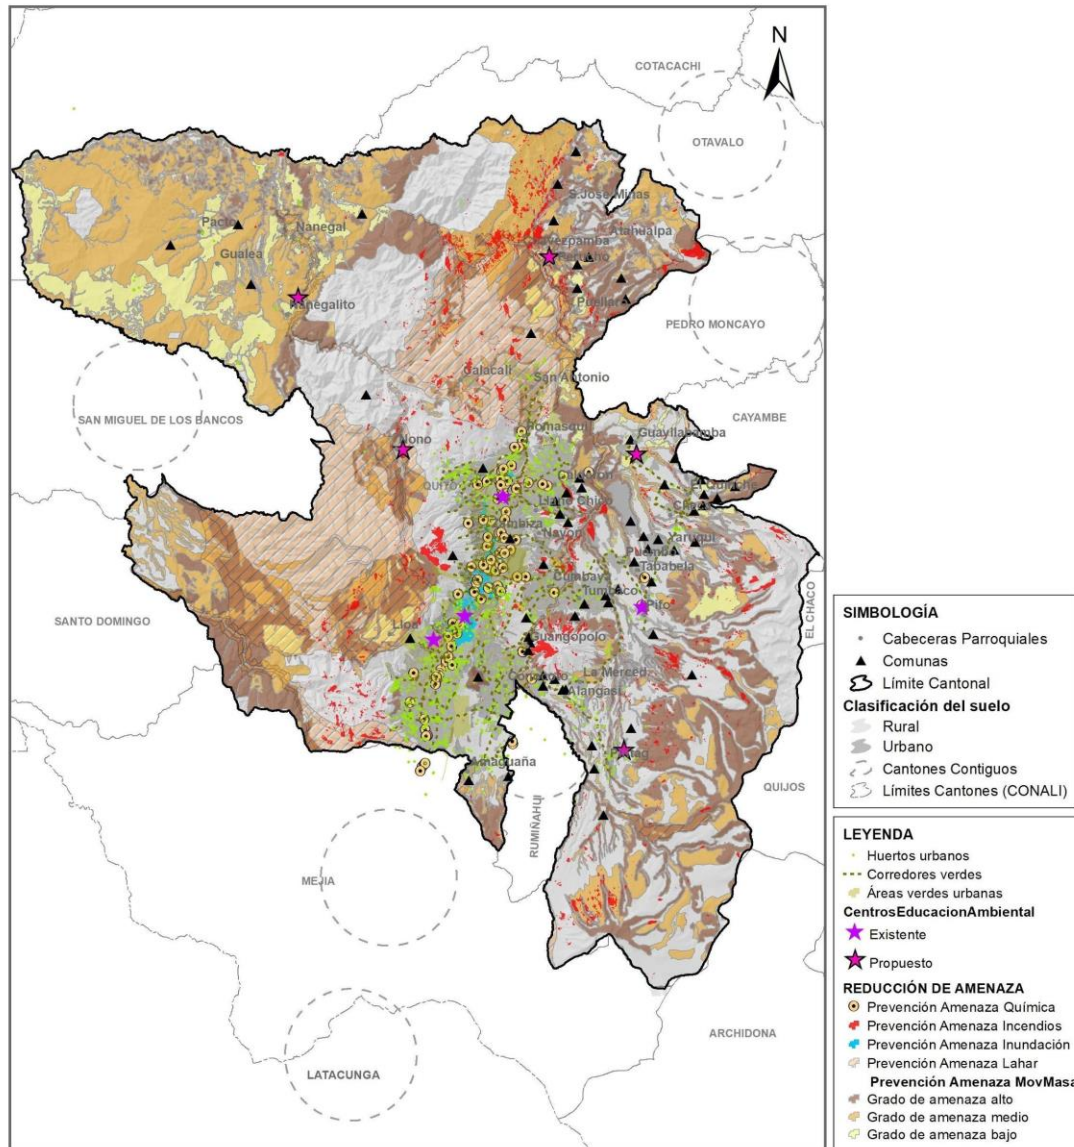 N
COTACACHI
OTAVALO
S.José Minas
Pacto
Nanegal
Atahualpa
Chavezpamba
Gualea
Perucho
Nanegalito
Puellaro
PEDRO MONCAYO
Calacalí
San Antonio
SAN MIGUEL DE LOS BANCOS
CAYAMBE
Pomasqui
Guayllabamba
Nono
Calderón
QUITO
El Quinche
Llano Chico
Checa
Zámbiza
Nayón
Yaruquí
Puembo
Tababela
Cumbayá
Tumbaco
EL CHACO
Pifo
SANTO DOMINGO
Lloa
Guangopolo
La Merced
Conocoto
Alangasí
Pintag
Amaguaña
QUIJOS
RUMIÑAHUI
MEJIA
ARCHIDONA
LATACUNGA
SIMBOLOGÍA
Cabeceras Parroquiales
Comunas
Límite Cantonal
Clasificación del suelo
Rural
Urbano
Cantones Contiguos
Límites Cantones (CONALI)
LEYENDA
Huertos urbanos
Corredores verdes
Áreas verdes urbanas
CentrosEducacionAmbiental
Existente
Propuesto
REDUCCIÓN DE AMENAZA
Prevención Amenaza Química
Prevención Amenaza Incendios
Prevención Amenaza Inundación
Prevención Amenaza Lahar
Prevención Amenaza MovMasa
Grado de amenaza alto
Grado de amenaza medio
Grado de amenaza bajo